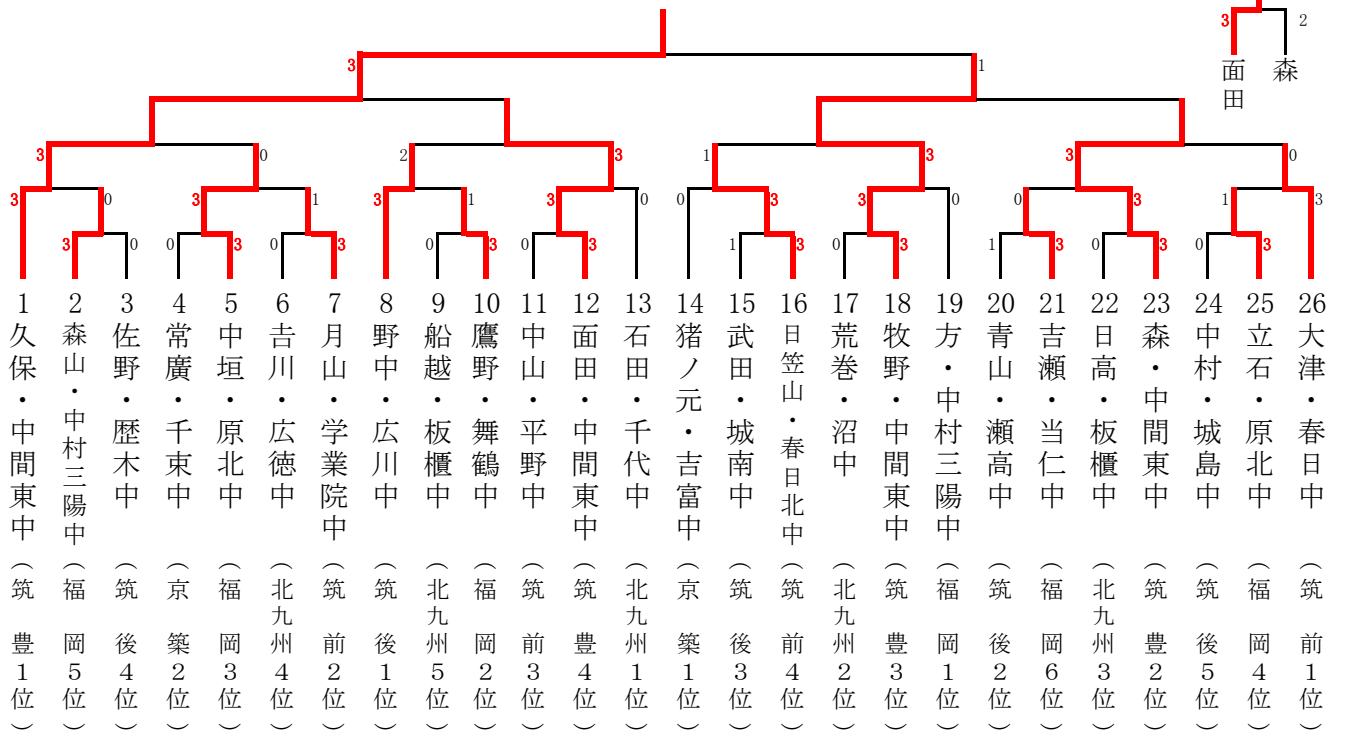 3 2
面田 森
3 1
3 0 2 3 1 3 3 0
3 0 3 1 3 1 3 0 0 3 3 0 0 3 1 3
3 0 0 3 0 3 0 3 0 3 1 3 0 3 1 3 0 3 0 3
1 久保・中間東中（筑豊1位）
2 森山・中村三陽中（福岡5位）
3 佐野・歴木中（筑後4位）
4 常廣・千束中（京築2位）
5 中垣・原北中（福岡3位）
6 𠮷川・広徳中（北九州4位）
7 月山・学業院中（筑前2位）
8 野中・広川中（筑後1位）
9 船越・板櫃中（北九州5位）
10 鷹野・舞鶴中（福岡2位）
11 中山・平野中（筑前3位）
12 面田・中間東中（筑豊4位）
13 石田・千代中（北九州1位）
14 猪ノ元・吉富中（京築1位）
15 武田・城南中（筑後3位）
16 日笠山・春日北中（筑前4位）
17 荒巻・沼中（北九州2位）
18 牧野・中間東中（筑豊3位）
19 方・中村三陽中（福岡1位）
20 青山・瀬高中（筑後2位）
21 吉瀬・当仁中（福岡6位）
22 日高・板櫃中（北九州3位）
23 森・中間東中（筑豊2位）
24 中村・城島中（筑後5位）
25 立石・原北中（福岡4位）
26 大津・春日中（筑前1位）